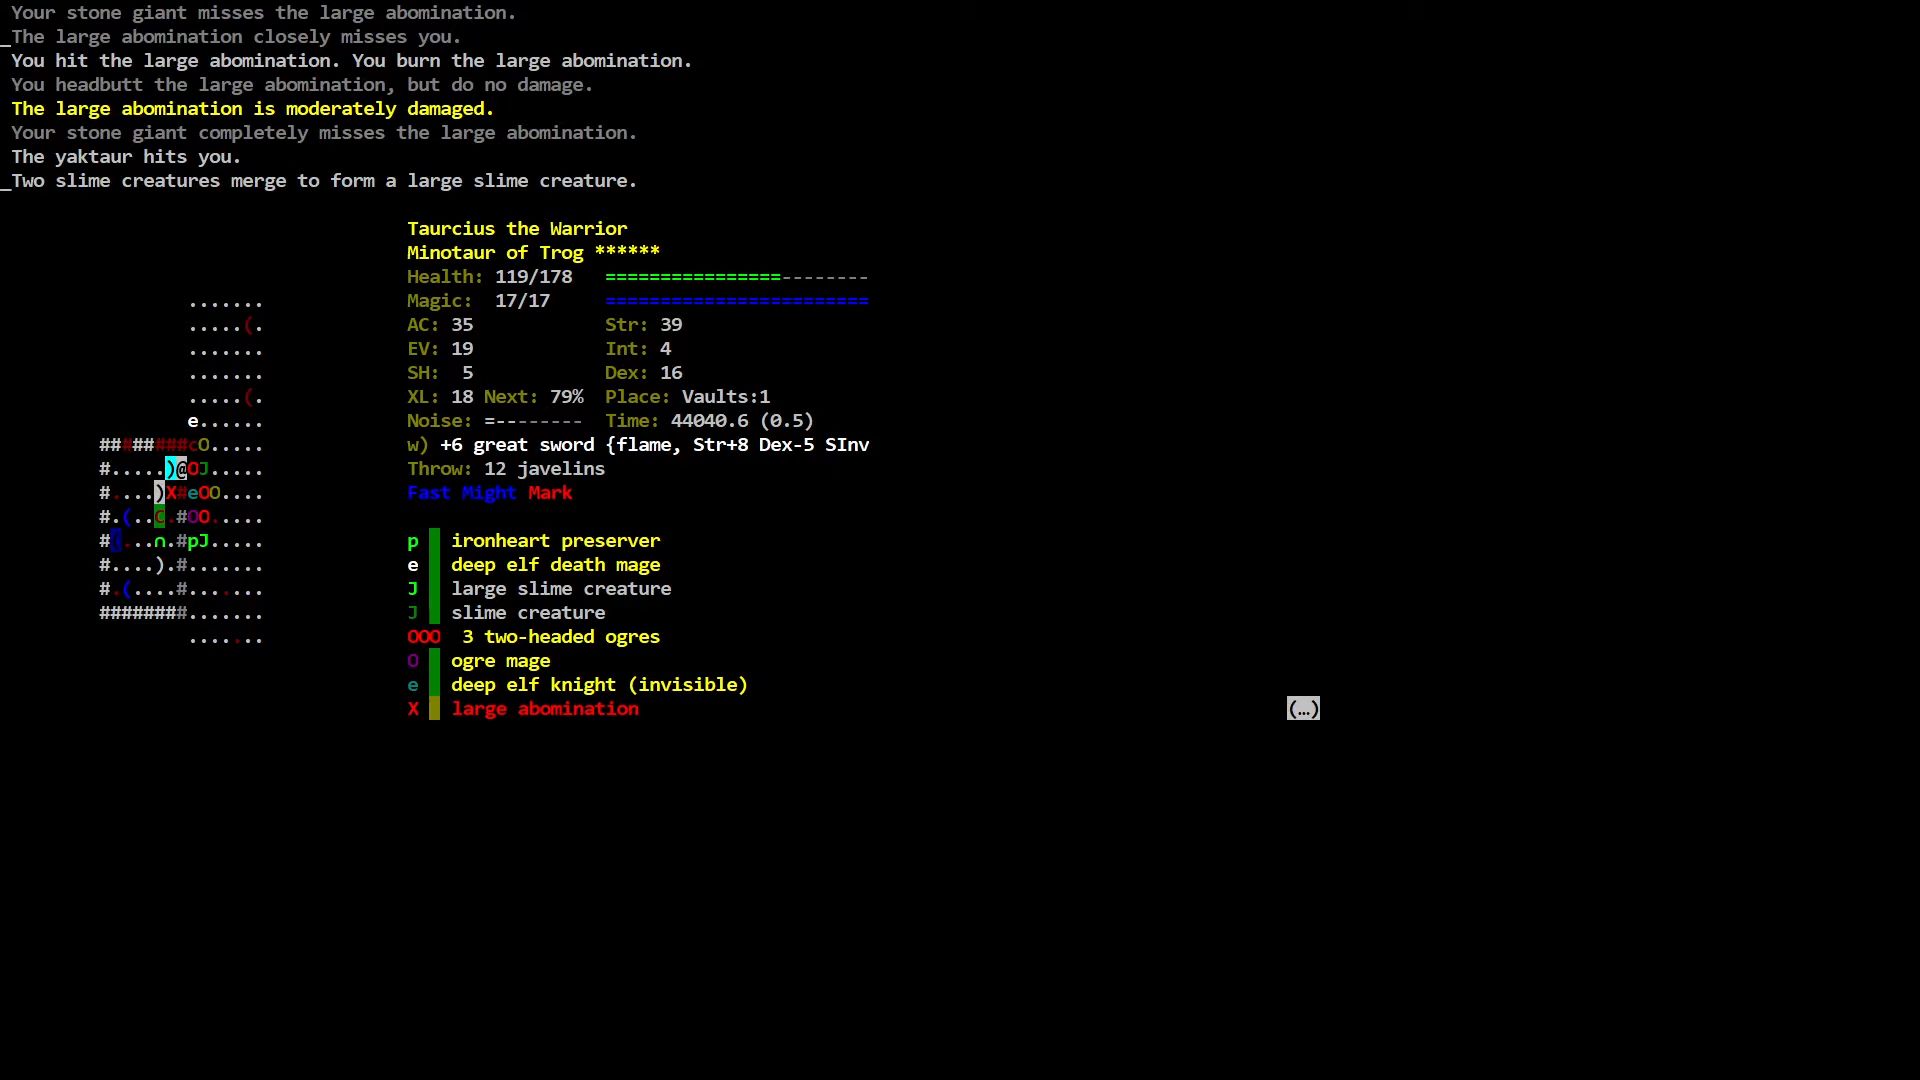 Your stone giant misses the large abomination.
_The large abomination closely misses you.
You hit the large abomination. You burn the large abomination.
You headbutt the large abomination, but do no damage.
The large abomination is moderately damaged.
Your stone giant completely misses the large abomination.
The yaktaur hits you.
_Two slime creatures merge to form a large slime creature.
Taurcius the Warrior
Minotaur of Trog ******
Health: 119/178 ================--------
Magic: 17/17 ========================
.......
AC: 35 Str: 39
.....(.
EV: 19 Int: 4
.......
SH: 5 Dex: 16
.......
XL: 18 Next: 79% Place: Vaults:1
.....(.
Noise: =-------- Time: 44040.6 (0.5)
e......
w) +6 great sword {flame, Str+8 Dex-5 SInv
########cO.....
Throw: 12 javelins
#.....)@OJ.....
Fast Might Mark
#.....)X#eOO....
#.(..c.#OO.....
p ironheart preserver
#(...∩.#pJ.....
e deep elf death mage
#....).#.......
J large slime creature
#.(....#.......
J slime creature
########.......
OOO 3 two-headed ogres
.......
O ogre mage
e deep elf knight (invisible)
X large abomination
(…)